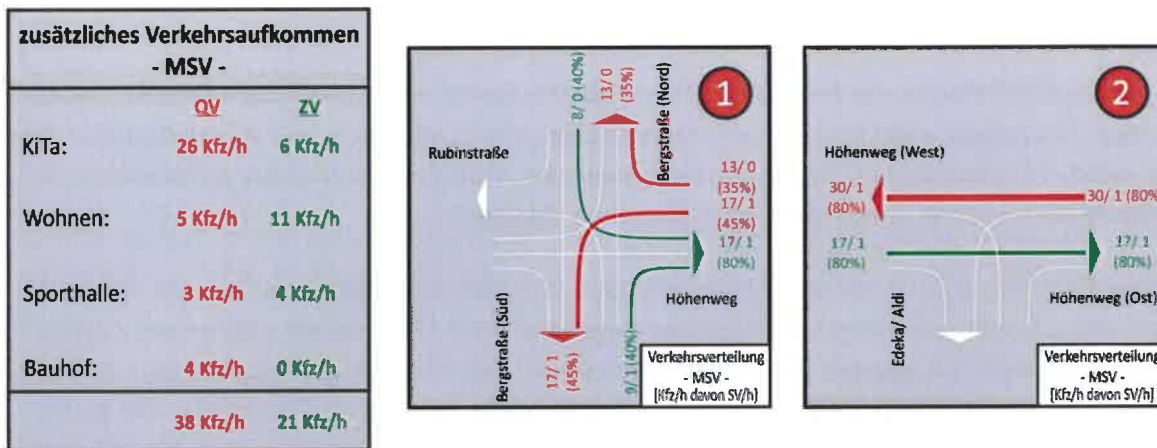 zusätzliches Verkehrsaufkommen
- MSV -
QV ZV
KiTa: 26 Kfz/h 6 Kfz/h
Wohnen: 5 Kfz/h 11 Kfz/h
Sporthalle: 3 Kfz/h 4 Kfz/h
Bauhof: 4 Kfz/h 0 Kfz/h
38 Kfz/h 21 Kfz/h
1
8/ 0 (40%)
13/ 0
(35%)
Bergstraße (Nord)
Rubinstraße
13/ 0
(35%)
17/ 1
(45%)
17/ 1
(80%)
Höhenweg
Bergstraße (Süd)
17/ 1
(45%)
9/ 1 (40%)
Verkehrsverteilung
- MSV -
[Kfz/h davon SV/h]
2
Höhenweg (West)
30/ 1
(80%)
30/ 1 (80%)
17/ 1
(80%)
17/ 1
(80%)
Höhenweg (Ost)
Edeka/ Aldi
Verkehrsverteilung
- MSV -
[Kfz/h davon SV/h]